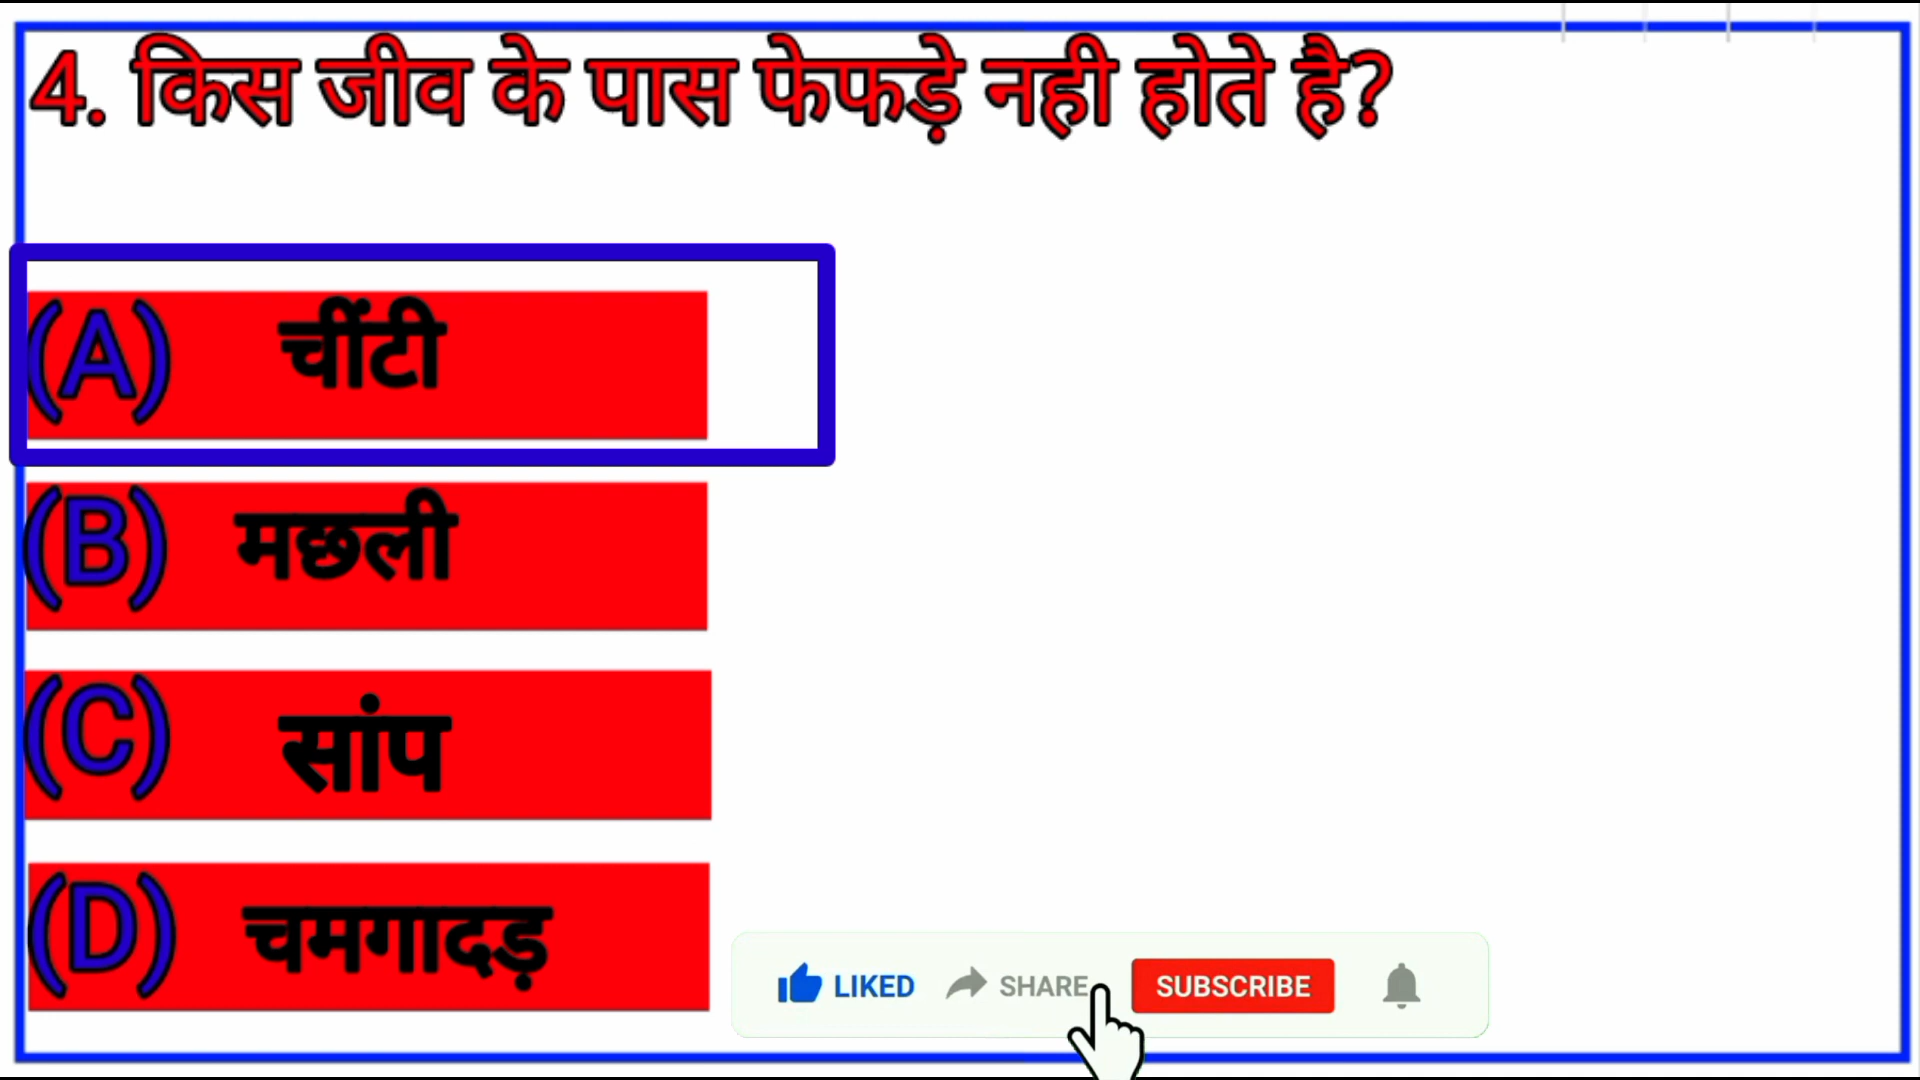 4. किस जीव के पास फेफड़े नही होते है?
(A) चींटी
(B) मछली
(C) सांप
(D) चमगादड़
LIKED SHARE SUBSCRIBE